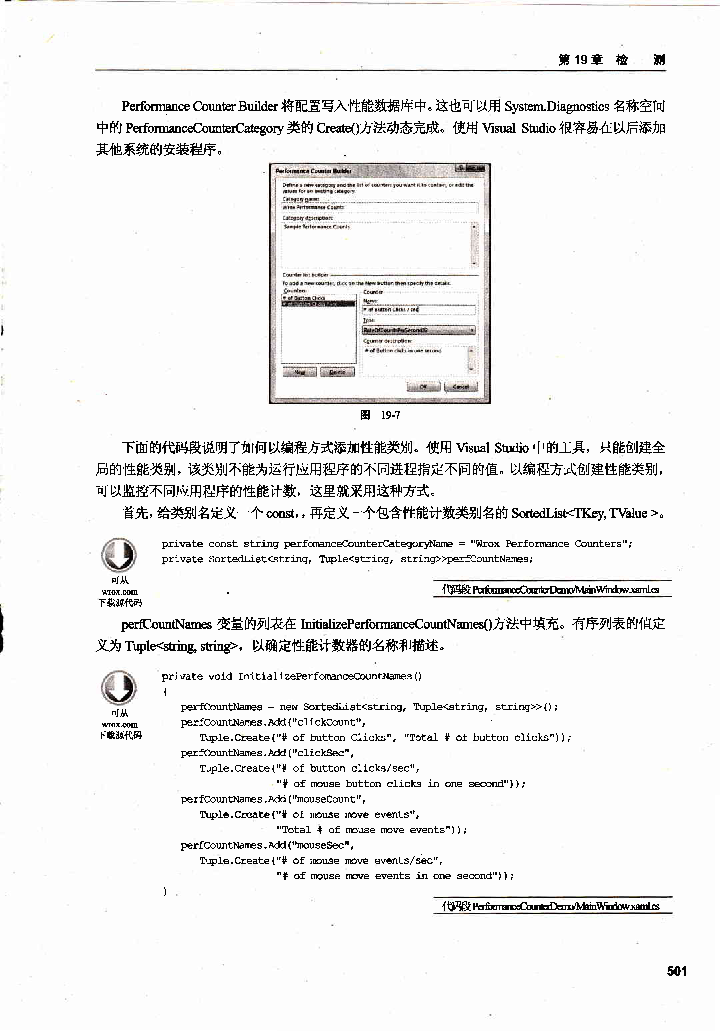 第 19 章 检 测
Performance Counter Builder 将配置写入性能数据库中。这也可以用 System.Diagnostics 名称空间
中的 PerformanceCounterCategory 类的 Create()方法动态完成。使用 Visual Studio 很容易在以后添加
其他系统的安装程序。
Performance Counter Builder
Define a new category and the list of counters you want it to contain, or edit the
values for an existing category.
Category name:
Wrox Performance Counts
Category description:
Sample Performance Counts
Counter list builder
To add a new counter, click on the New button then specify the details.
Counters:
Counter
# of Button Clicks
Name:
# of Button Clicks / sec
Type:
RateOfCountsPerSecond32
Counter description:
# of Button clicks in one second
New Delete
OK Cancel
图 19-7
下面的代码段说明了如何以编程方式添加性能类别。使用 Visual Studio 中的工具，只能创建全
局的性能类别，该类别不能为运行应用程序的不同进程指定不同的值。以编程方式创建性能类别，
可以监控不同应用程序的性能计数，这里就采用这种方式。
首先，给类别名定义一个 const，，再定义一个包含性能计数类别名的 SortedList<TKey, TValue >。
private const string perfomanceCounterCategoryName = "Wrox Performance Counters";
private SortedList<string, Tuple<string, string>>perfCountNames;
可从
wrox.com
下载源代码
代码段 PerformanceCounterDemo/MainWindow.xaml.cs
perfCountNames 变量的列表在 InitializePerformanceCountNames()方法中填充。有序列表的值定
义为 Tuple<string, string>，以确定性能计数器的名称和描述。
可从
wrox.com
下载源代码
private void InitializePerfomanceCountNames()
{
perfCountNames = new SortedList<string, Tuple<string, string>>();
perfCountNames.Add("clickCount",
Tuple.Create("# of button Clicks", "Total # of button clicks"));
perfCountNames.Add("clickSec",
Tuple.Create("# of button clicks/sec",
"# of mouse button clicks in one second"));
perfCountNames.Add("mouseCount",
Tuple.Create("# of mouse move events",
"Total # of mouse move events"));
perfCountNames.Add("mouseSec",
Tuple.Create("# of mouse move events/sec",
"# of mouse move events in one second"));
}
代码段 PerformanceCounterDemo/MainWindow.xaml.cs
501